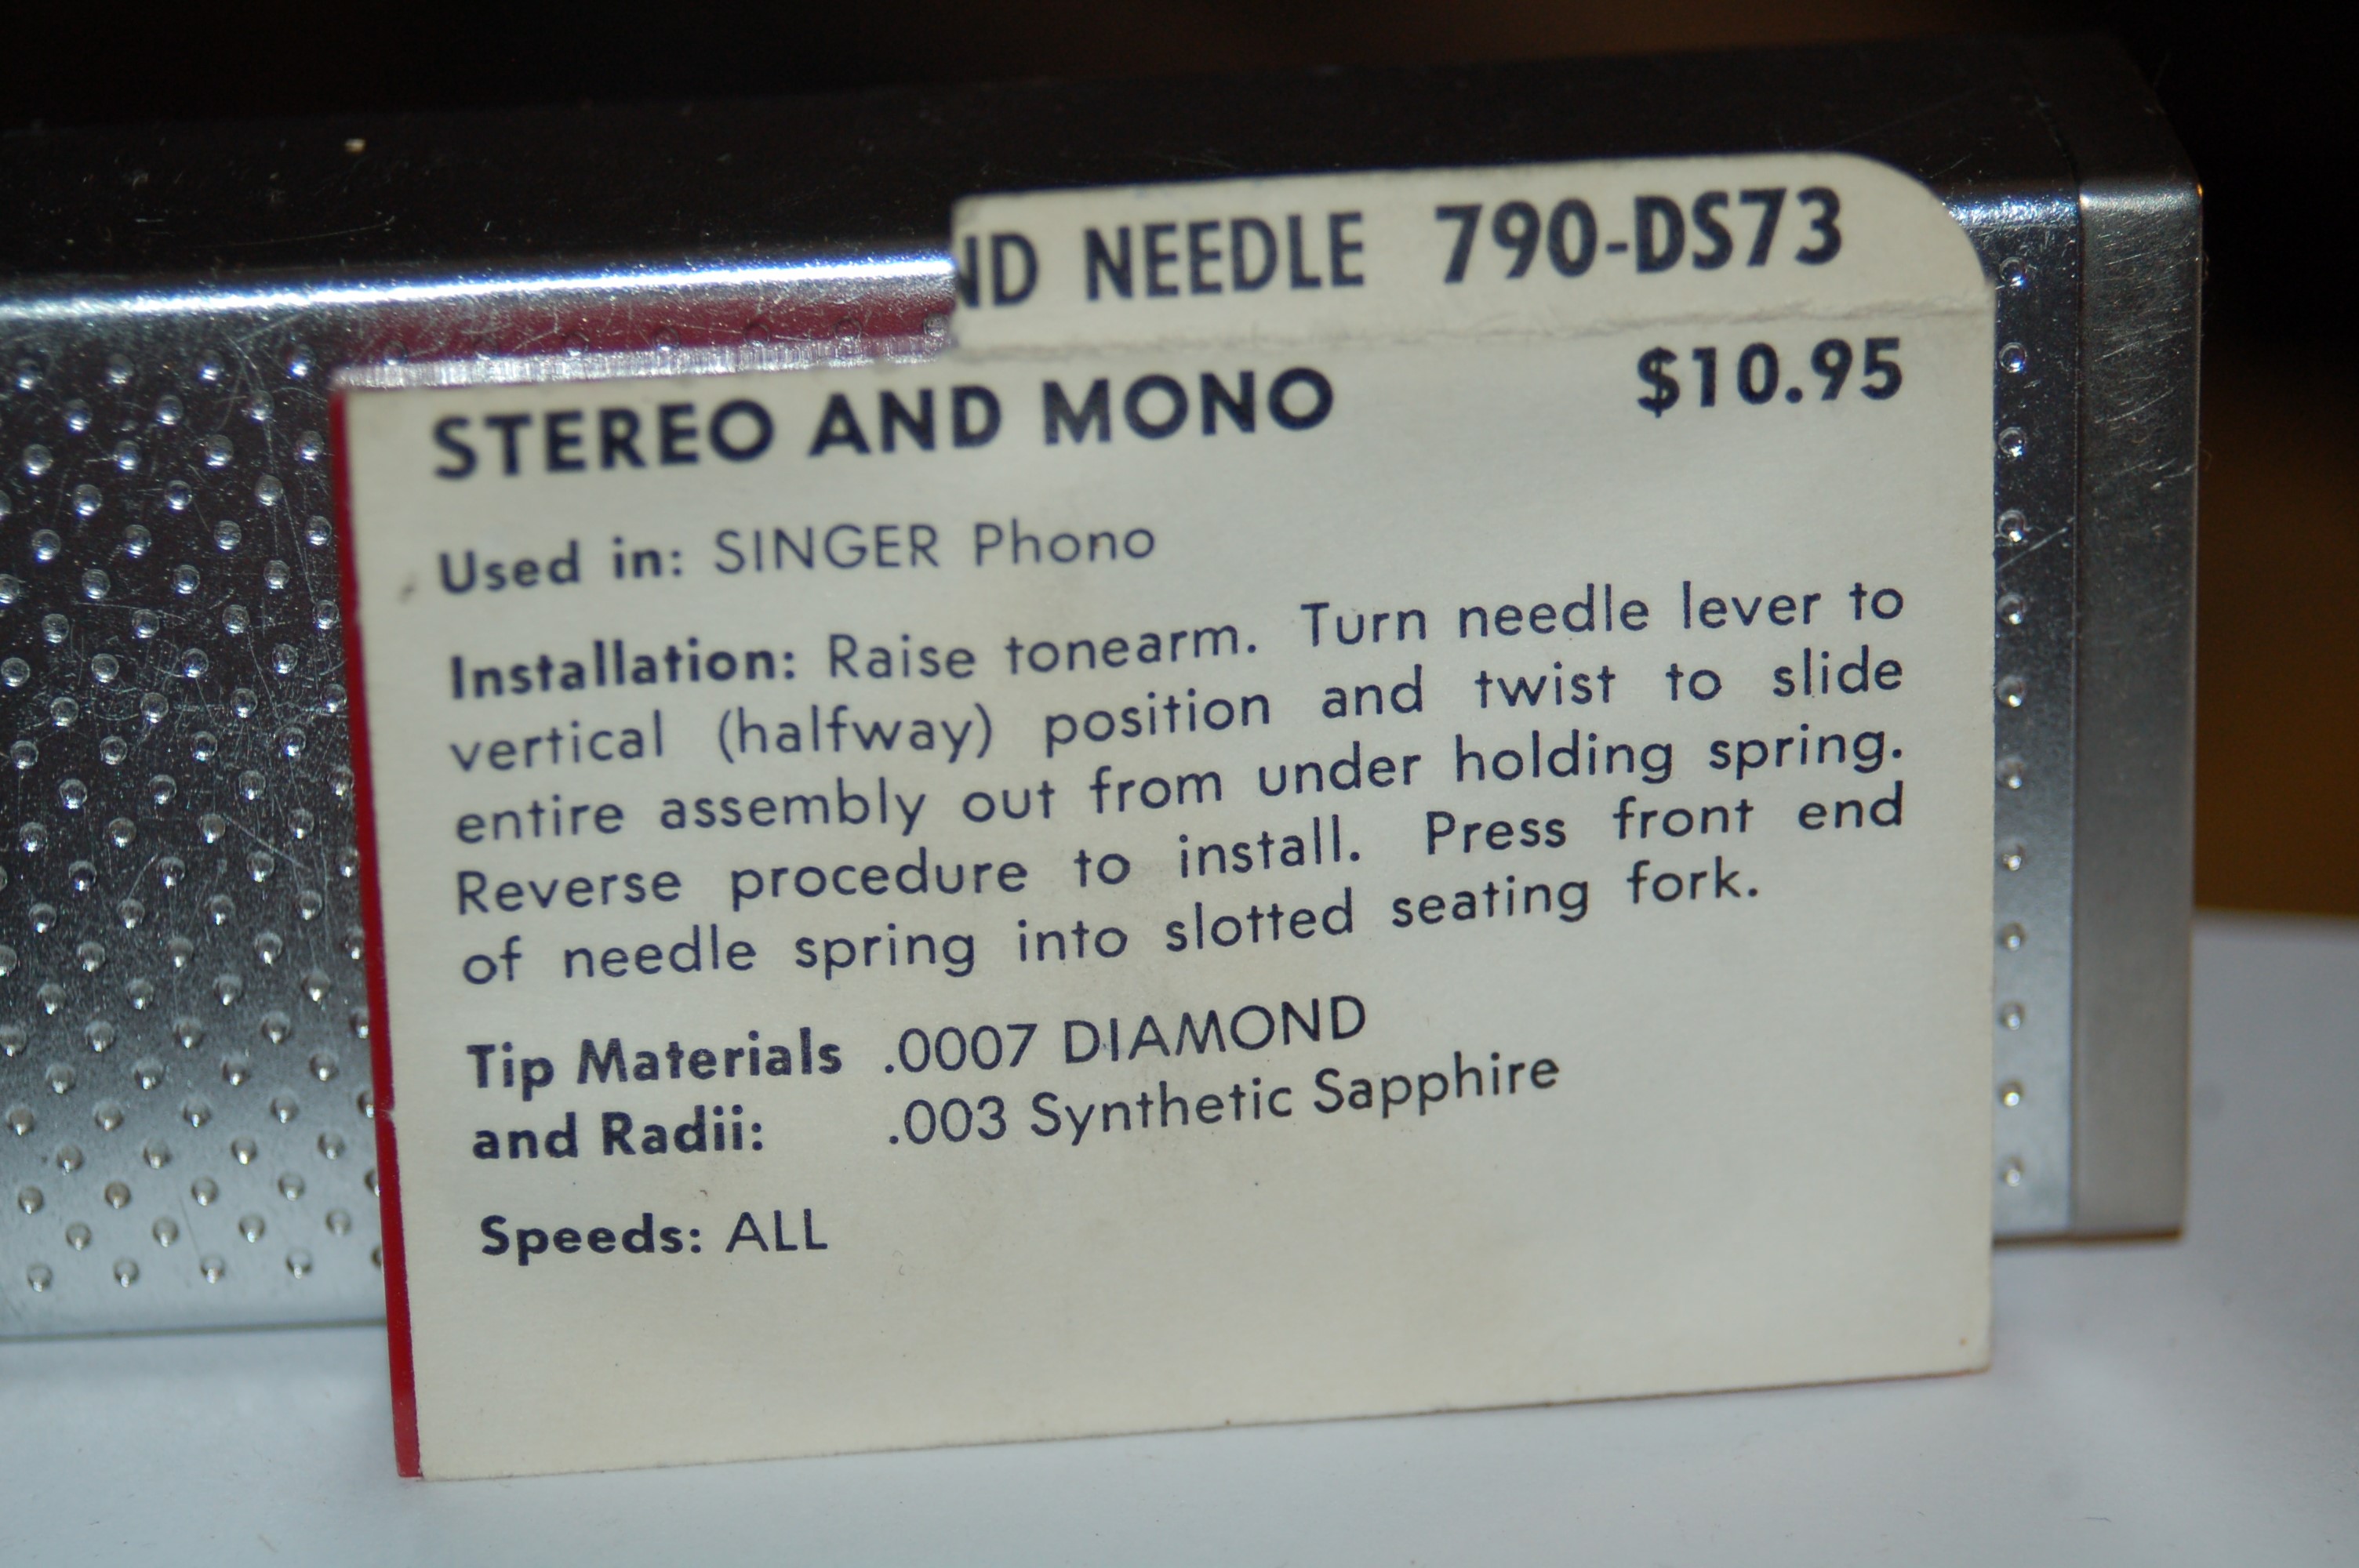 ND NEEDLE 790-DS73
STEREO AND MONO $10.95
Used in: SINGER Phono
Installation: Raise tonearm. Turn needle lever to
vertical (halfway) position and twist to slide
entire assembly out from under holding spring.
Reverse procedure to install. Press front end
of needle spring into slotted seating fork.
Tip Materials .0007 DIAMOND
and Radii: .003 Synthetic Sapphire
Speeds: ALL